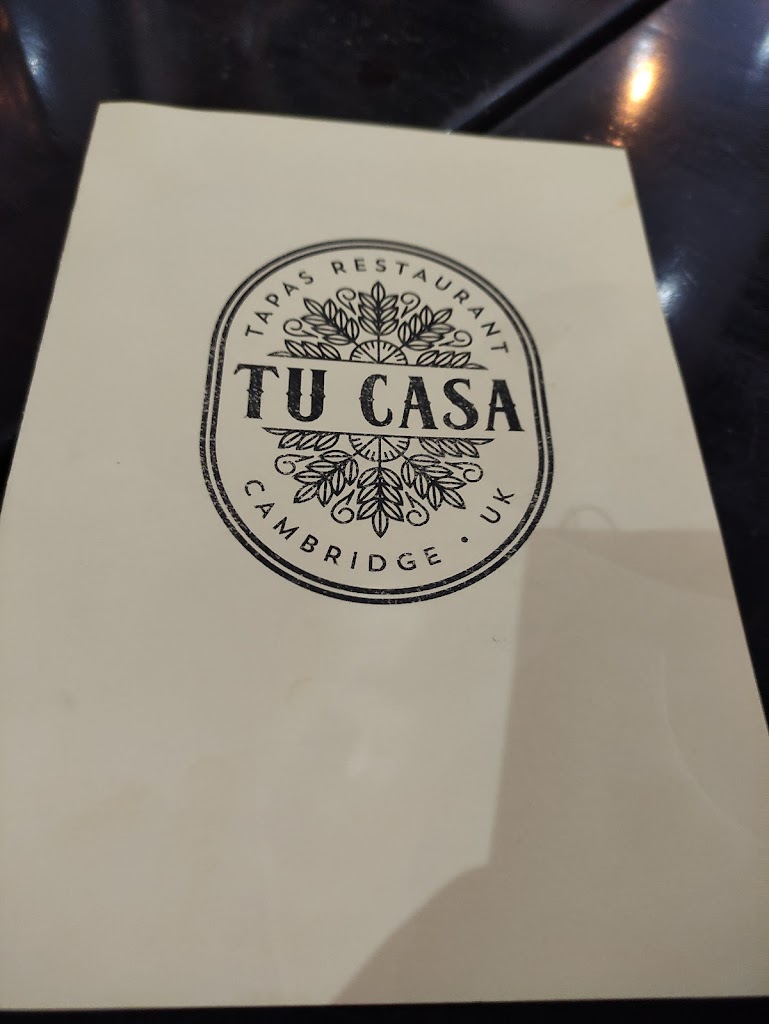 TAPAS RESTAURANT
TU CASA
CAMBRIDGE • UK